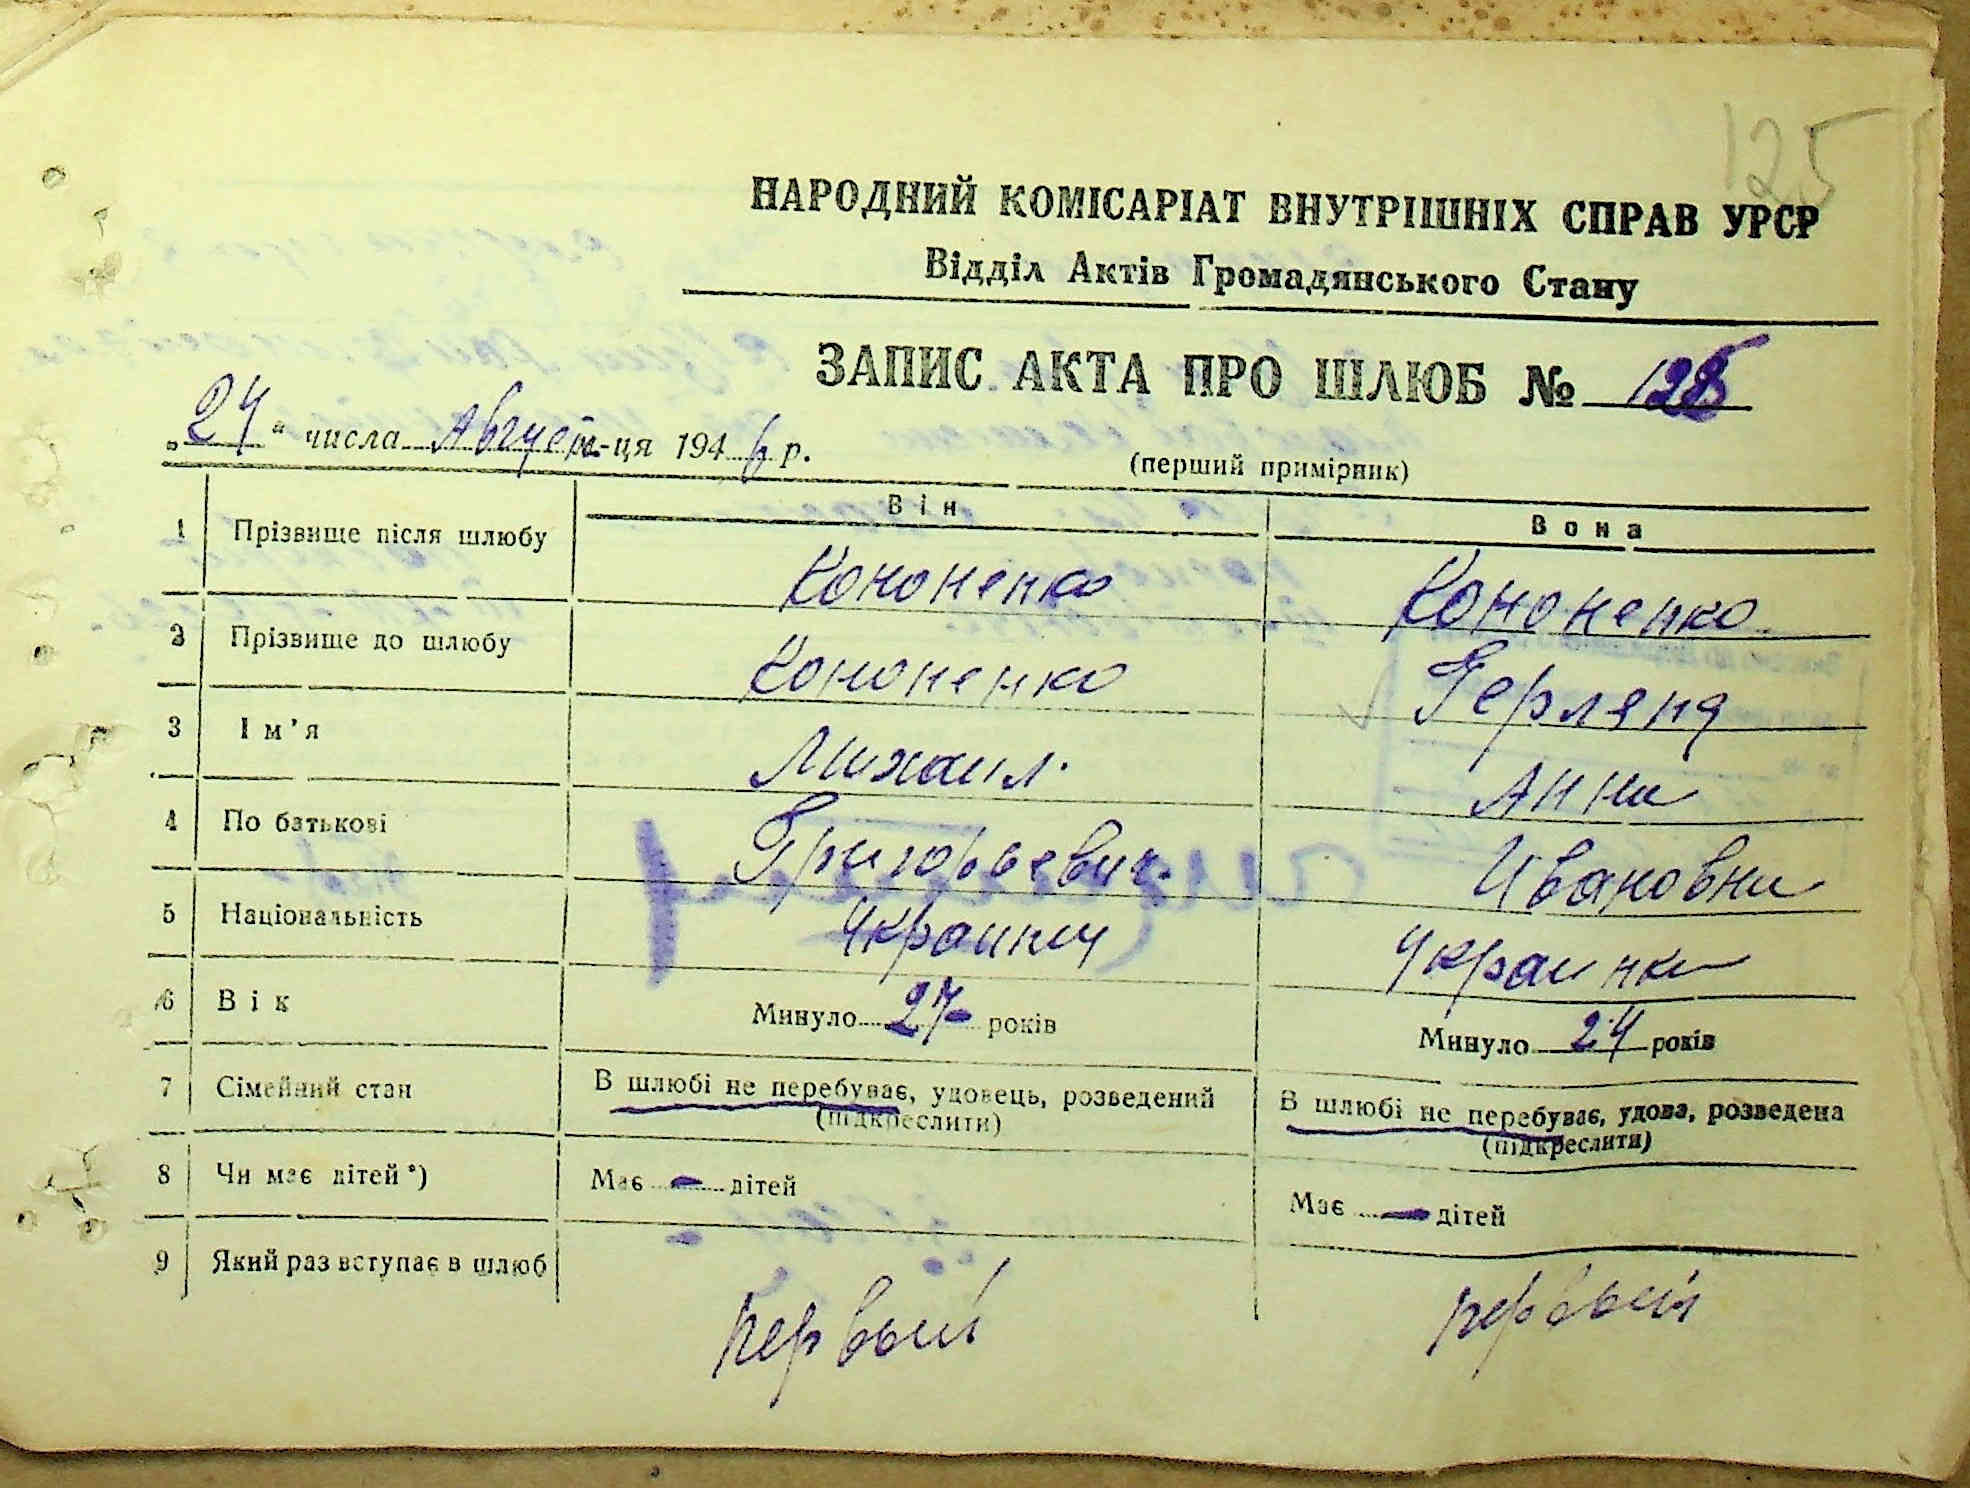 125
НАРОДНИЙ КОМІСАРІАТ ВНУТРІШНІХ СПРАВ УРСР
Відділ Актів Громадянського Стану
ЗАПИС АКТА ПРО ШЛЮБ №
„24“ числа Август м-ця 1946 р.
(перший примірник)
Він Вона
1 Прізвище після шлюбу Кононенко Кононенко
2 Прізвище до шлюбу Кононенко
3 Ім'я Михаил Анна
4 По батькові Григорьевич Ивановна
5 Національність Украинец Украинка
6 Вік Минуло 27 років Минуло 24 років
7 Сімейний стан В шлюбі не перебуває, удовець, розведений В шлюбі не перебуває, удова, розведена
(підкреслити) (підкреслити)
8 Чи має дітей*) Має - дітей Має - дітей
9 Який раз вступає в шлюб первый первый